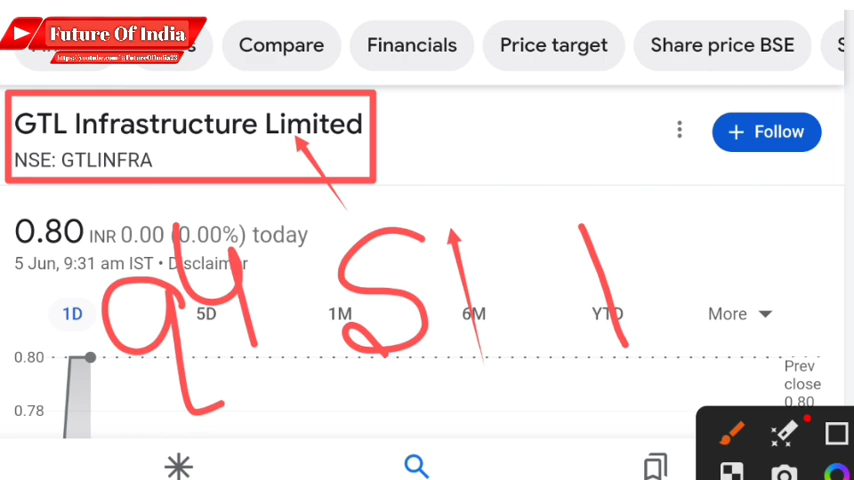 Future Of India
Compare
Financials
Price target
Share price BSE
GTL Infrastructure Limited
NSE: GTLINFRA
+ Follow
0.80 INR 0.00 (0.00%) today
5 Jun, 9:31 am IST • Disclaimer
1D
5D
1M
6M
YTD
More
0.80
Prev
close
0.80
0.78